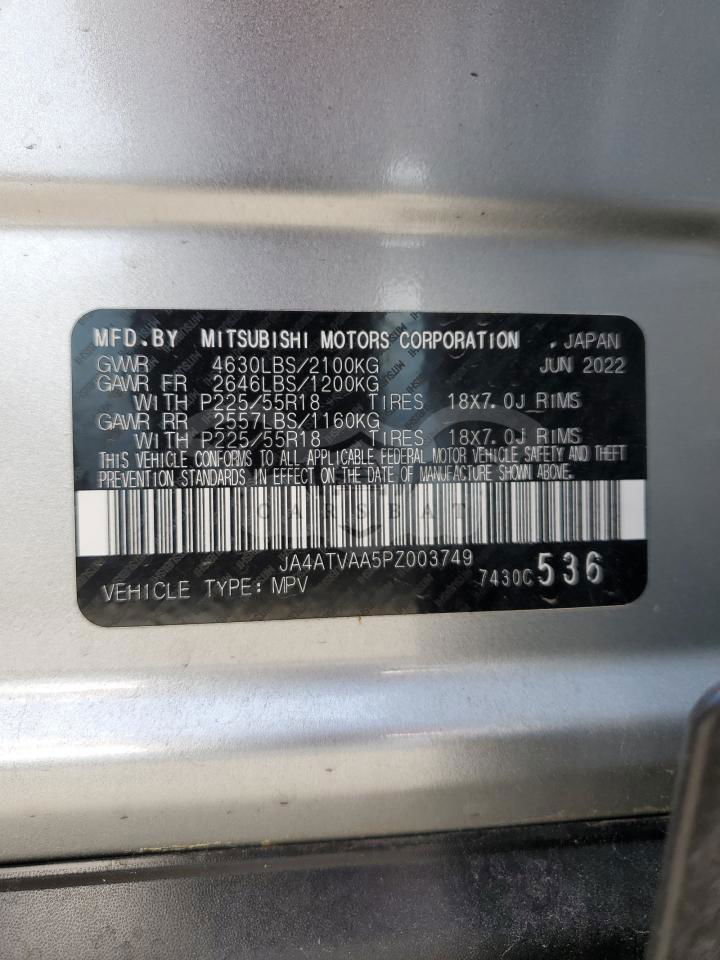 MFD.BY MITSUBISHI MOTORS CORPORATION , JAPAN
GVWR 4630LBS/2100KG JUN 2022
GAWR FR 2646LBS/1200KG
WITH P225/55R18 TIRES 18X7.0J RIMS
GAWR RR 2557LBS/1160KG
WITH P225/55R18 TIRES 18X7.0J RIMS
THIS VEHICLE CONFORMS TO ALL APPLICABLE FEDERAL MOTOR VEHICLE SAFETY AND THEFT
PREVENTION STANDARDS IN EFFECT ON THE DATE OF MANUFACTURE SHOWN ABOVE.
CARSBAT
JA4ATVAA5PZ003749
7430C 536
VEHICLE TYPE: MPV